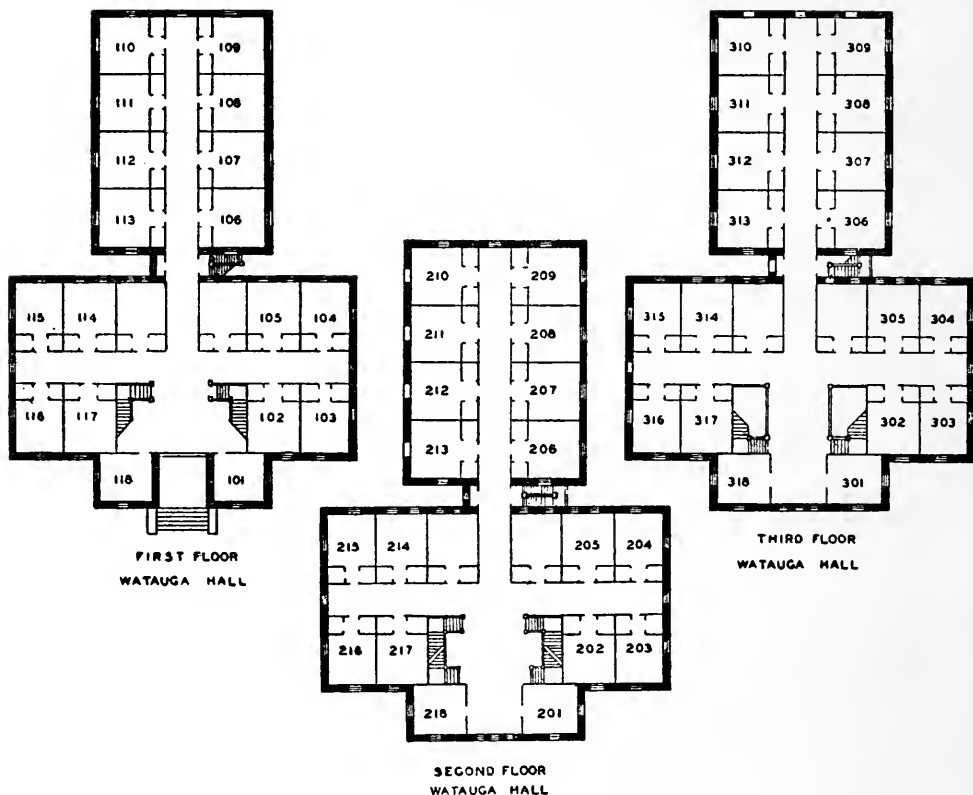 110 109
111 108
112 107
113 106
115 114 105 104
116 117 102 103
118 101
FIRST FLOOR
WATAUGA HALL
210 209
211 208
212 207
213 206
215 214 205 204
216 217 202 203
218 201
SECOND FLOOR
WATAUGA HALL
310 309
311 308
312 307
313 306
315 314 305 304
316 317 302 303
318 301
THIRD FLOOR
WATAUGA HALL